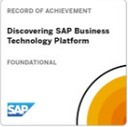 RECORD OF ACHIEVEMENT
Discovering SAP Business
Technology Platform
FOUNDATIONAL
SAP